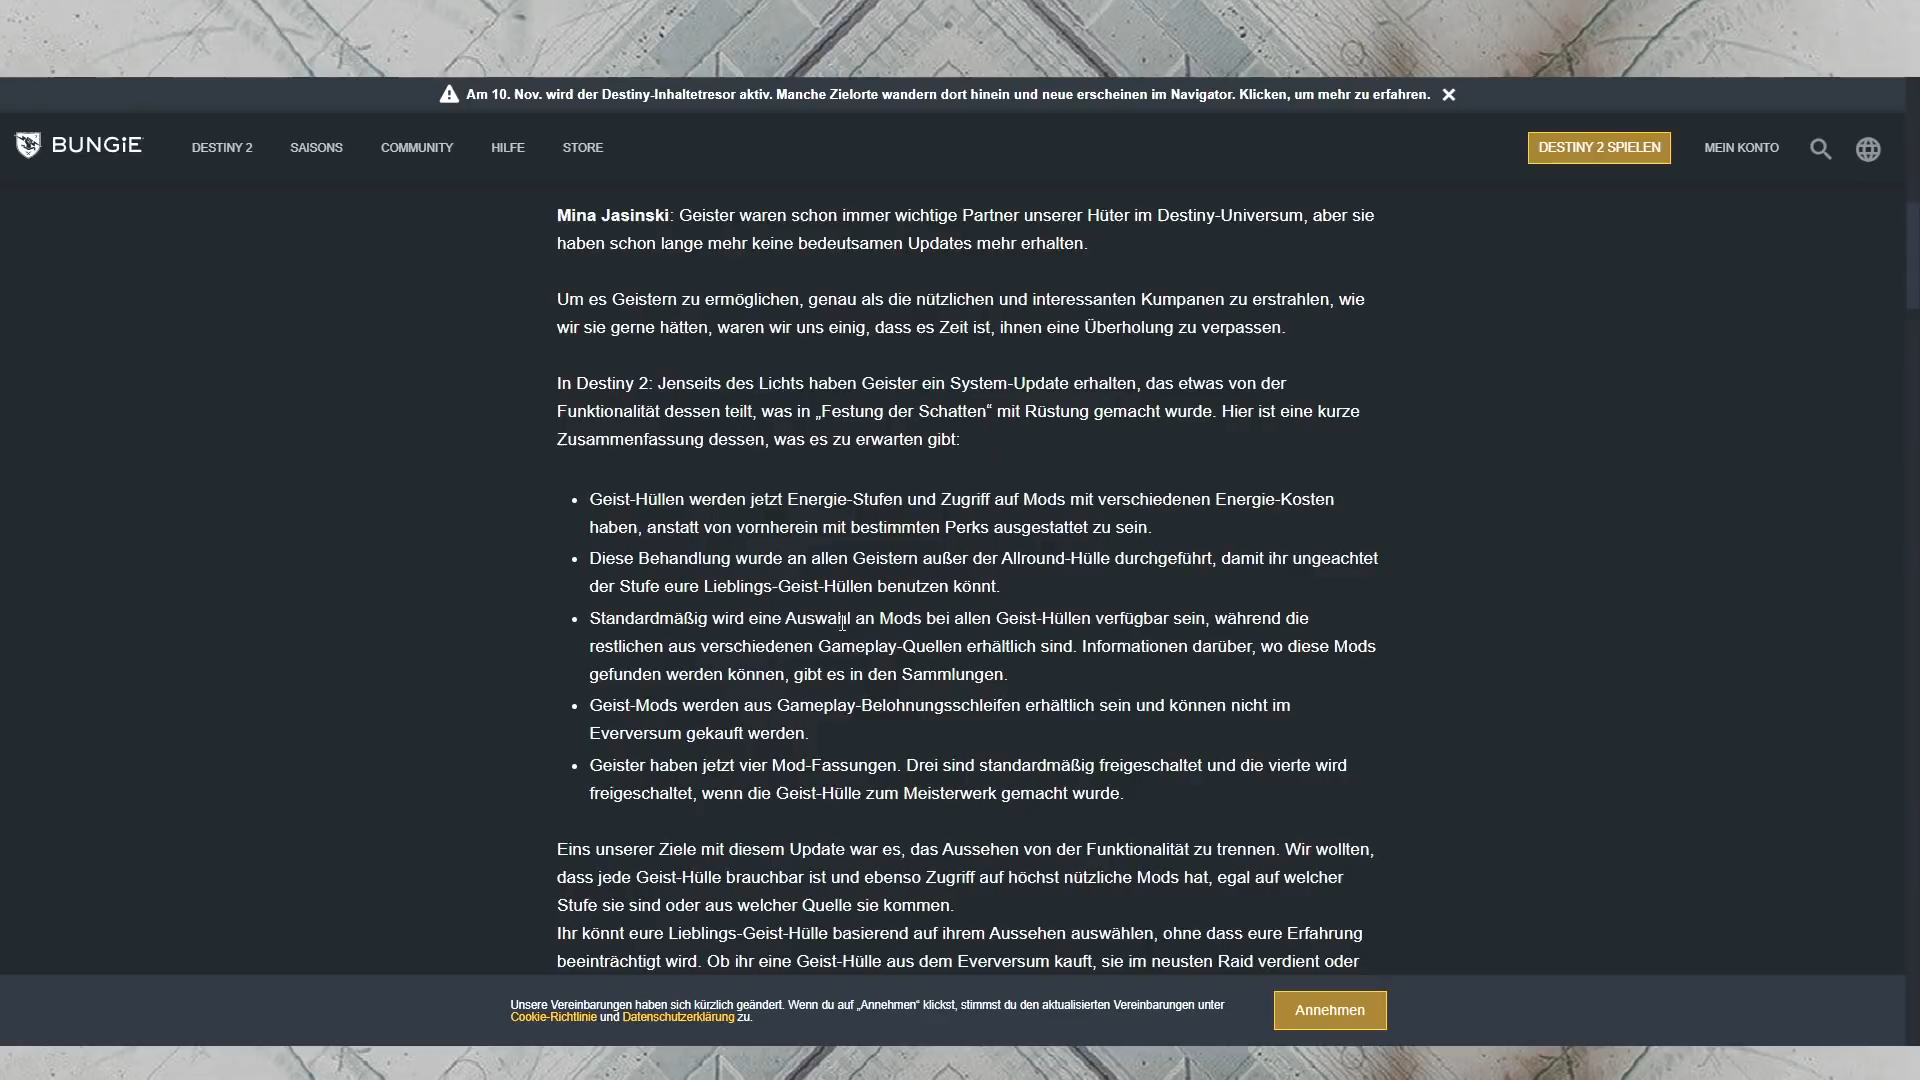 Am 10. Nov. wird der Destiny-Inhaltetresor aktiv. Manche Zielorte wandern dort hinein und neue erscheinen im Navigator. Klicken, um mehr zu erfahren.
BUNGiE
DESTINY 2
SAISONS
COMMUNITY
HILFE
STORE
DESTINY 2 SPIELEN
MEIN KONTO
Mina Jasinski: Geister waren schon immer wichtige Partner unserer Hüter im Destiny-Universum, aber sie
haben schon lange mehr keine bedeutsamen Updates mehr erhalten.
Um es Geistern zu ermöglichen, genau als die nützlichen und interessanten Kumpanen zu erstrahlen, wie
wir sie gerne hätten, waren wir uns einig, dass es Zeit ist, ihnen eine Überholung zu verpassen.
In Destiny 2: Jenseits des Lichts haben Geister ein System-Update erhalten, das etwas von der
Funktionalität dessen teilt, was in „Festung der Schatten“ mit Rüstung gemacht wurde. Hier ist eine kurze
Zusammenfassung dessen, was es zu erwarten gibt:
• Geist-Hüllen werden jetzt Energie-Stufen und Zugriff auf Mods mit verschiedenen Energie-Kosten
haben, anstatt von vornherein mit bestimmten Perks ausgestattet zu sein.
• Diese Behandlung wurde an allen Geistern außer der Allround-Hülle durchgeführt, damit ihr ungeachtet
der Stufe eure Lieblings-Geist-Hüllen benutzen könnt.
• Standardmäßig wird eine Auswahl an Mods bei allen Geist-Hüllen verfügbar sein, während die
restlichen aus verschiedenen Gameplay-Quellen erhältlich sind. Informationen darüber, wo diese Mods
gefunden werden können, gibt es in den Sammlungen.
• Geist-Mods werden aus Gameplay-Belohnungsschleifen erhältlich sein und können nicht im
Everversum gekauft werden.
• Geister haben jetzt vier Mod-Fassungen. Drei sind standardmäßig freigeschaltet und die vierte wird
freigeschaltet, wenn die Geist-Hülle zum Meisterwerk gemacht wurde.
Eins unserer Ziele mit diesem Update war es, das Aussehen von der Funktionalität zu trennen. Wir wollten,
dass jede Geist-Hülle brauchbar ist und ebenso Zugriff auf höchst nützliche Mods hat, egal auf welcher
Stufe sie sind oder aus welcher Quelle sie kommen.
Ihr könnt eure Lieblings-Geist-Hülle basierend auf ihrem Aussehen auswählen, ohne dass eure Erfahrung
beeinträchtigt wird. Ob ihr eine Geist-Hülle aus dem Everversum kauft, sie im neusten Raid verdient oder
Unsere Vereinbarungen haben sich kürzlich geändert. Wenn du auf „Annehmen“ klickst, stimmst du den aktualisierten Vereinbarungen unter
Cookie-Richtlinie und Datenschutzerklärung zu.
Annehmen